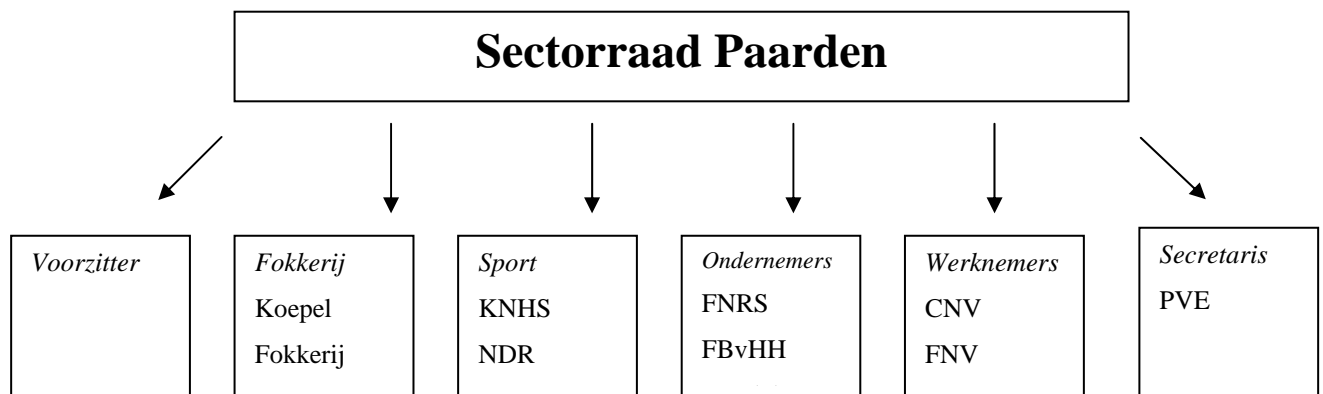 Sectorraad Paarden
Voorzitter
Fokkerij
Koepel
Fokkerij
Sport
KNHS
NDR
Ondernemers
FNRS
FBvHH
Werknemers
CNV
FNV
Secretaris
PVE